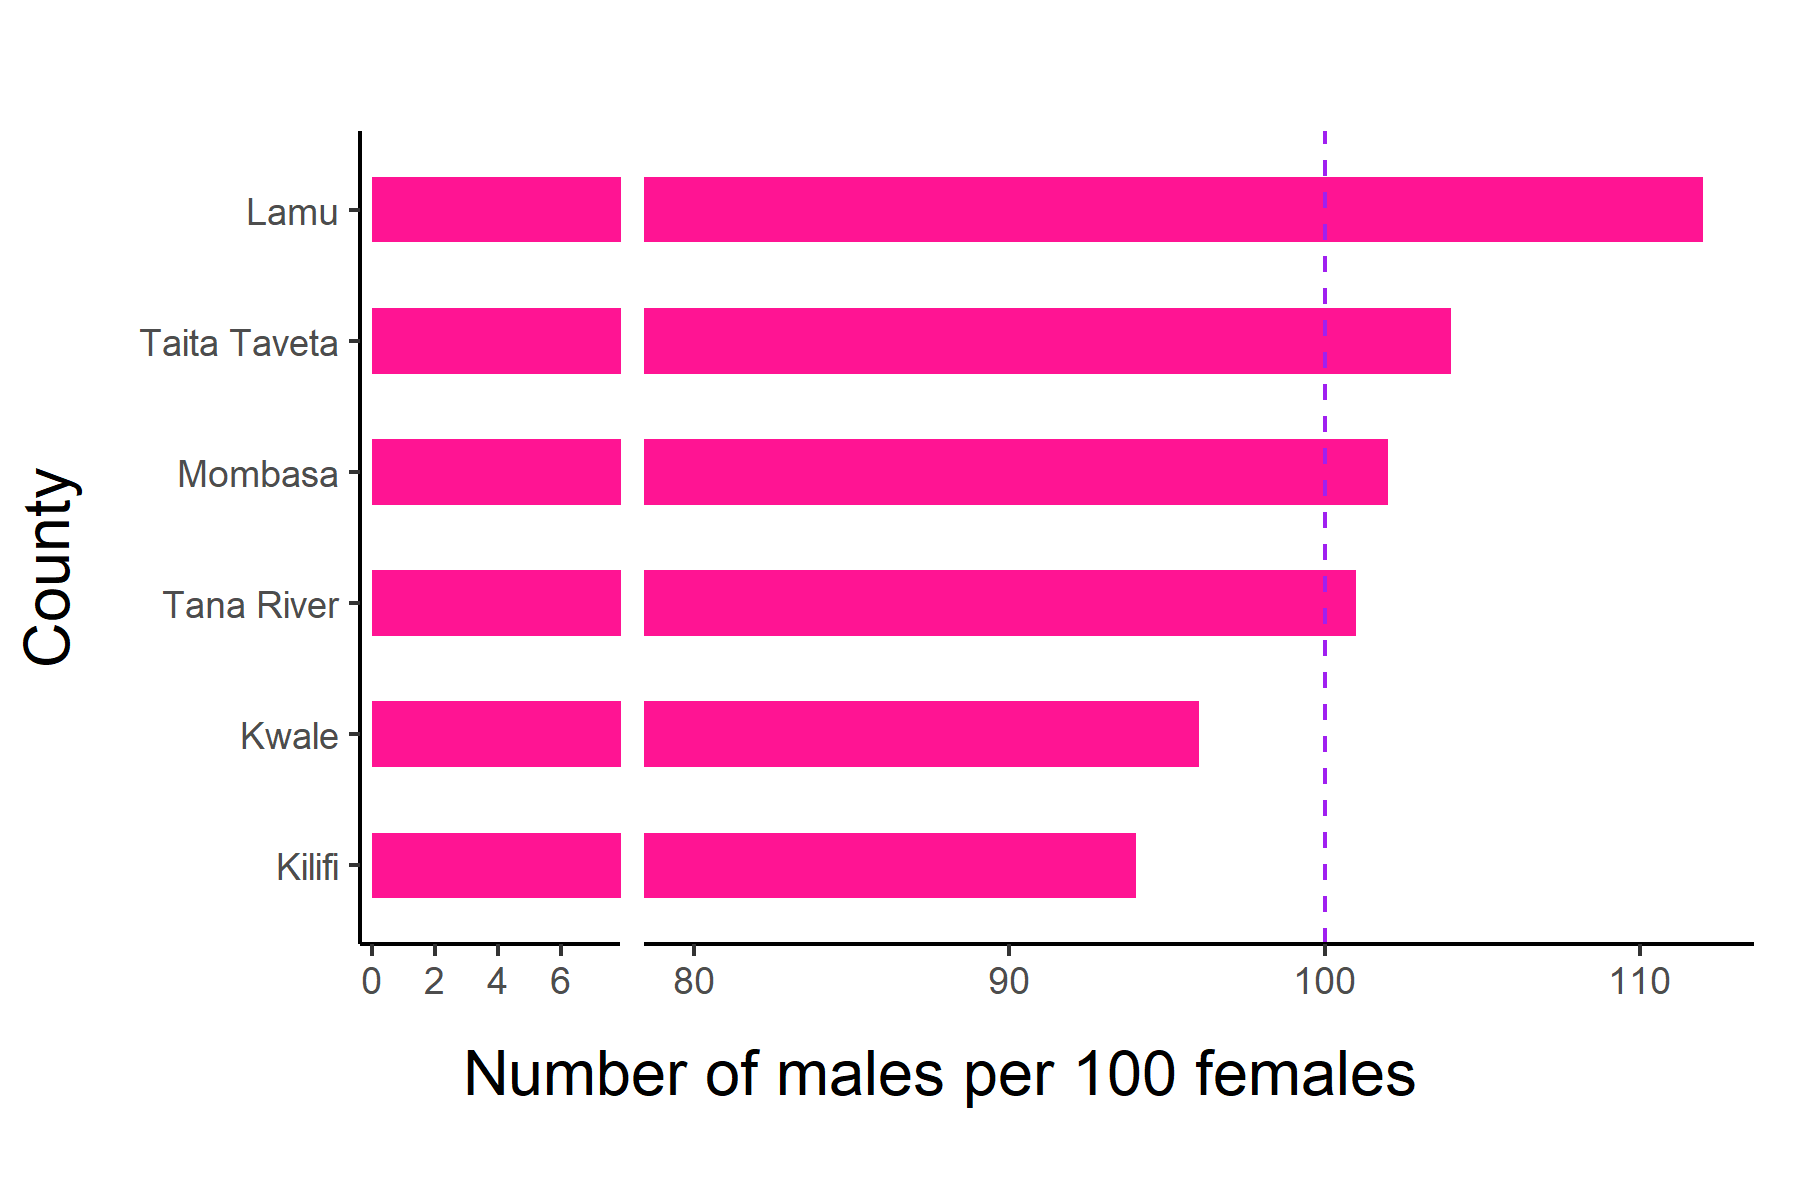 Lamu
Taita Taveta
Mombasa
Tana River
Kwale
Kilifi
County
0 2 4 6 80 90 100 110
Number of males per 100 females